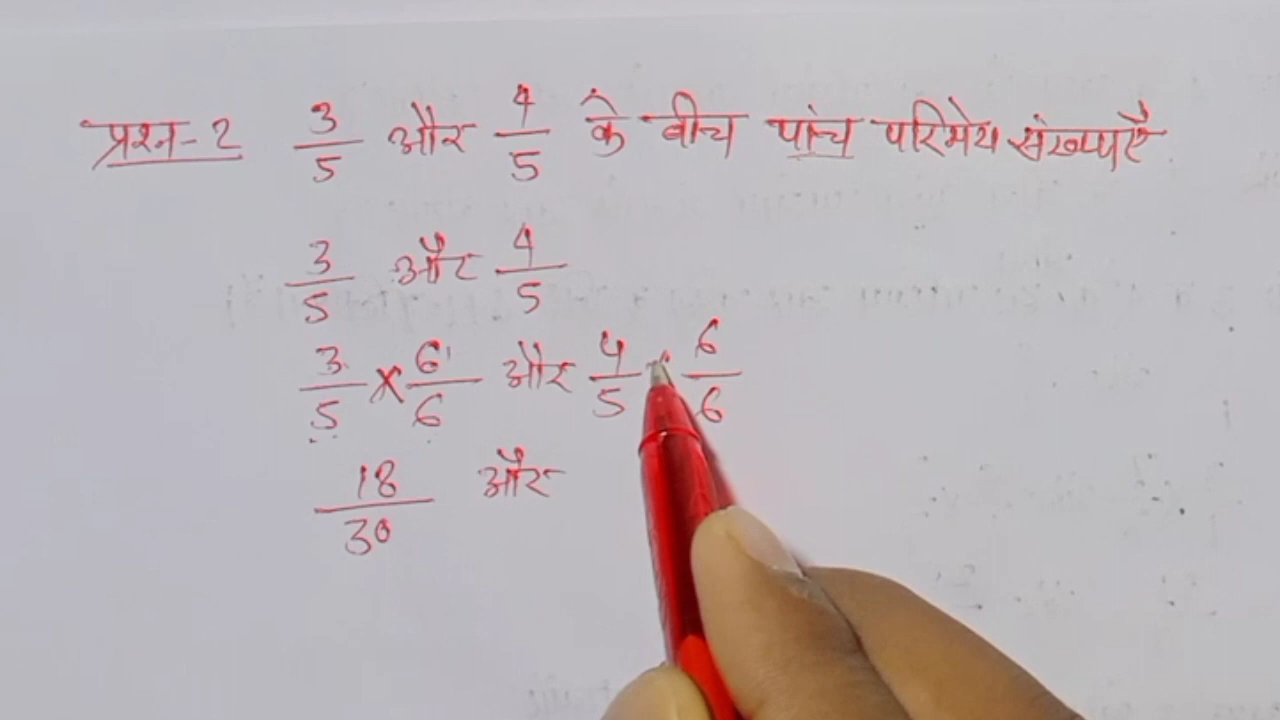 प्रश्न-2 3/5 और 4/5 के बीच पांच परिमेय संख्याएँ
3/5 और 4/5
3/5 × 6/6 और 4/5 × 6/6
18/30 और